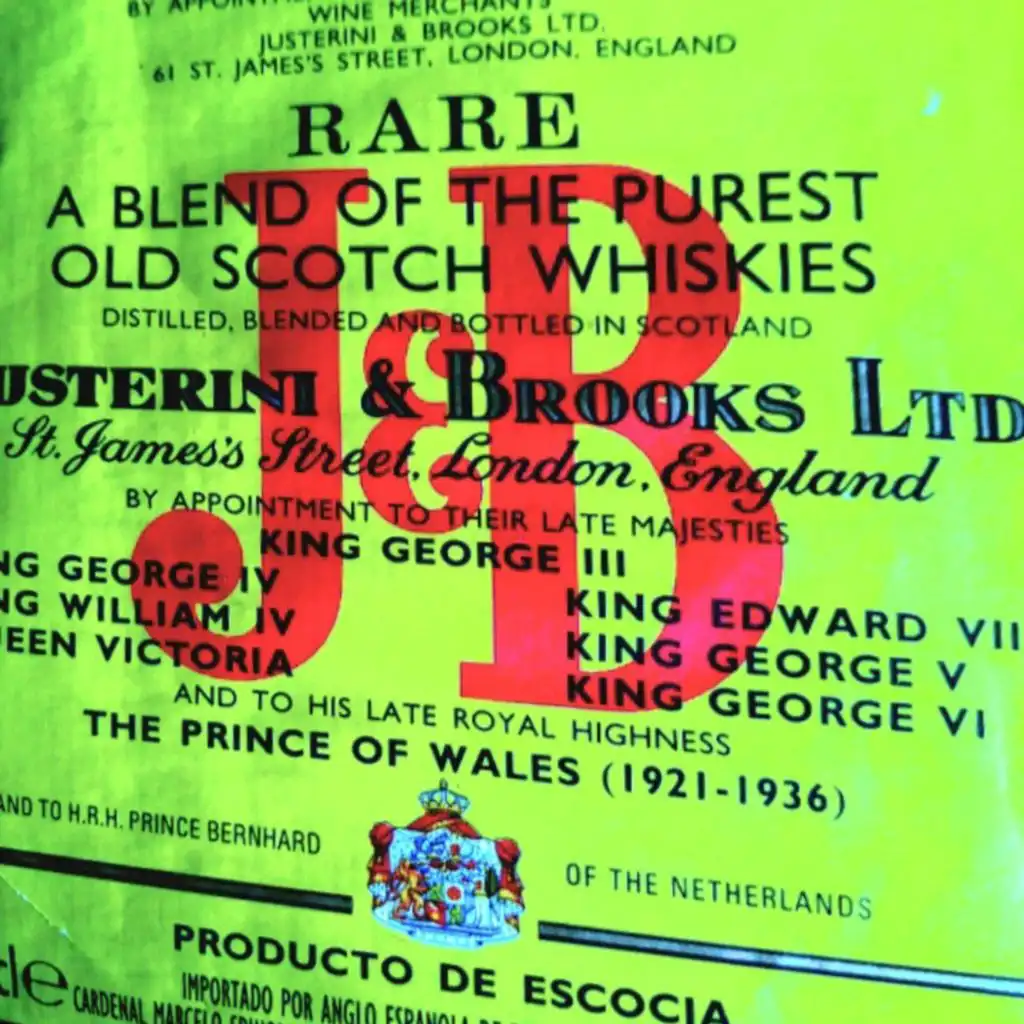 BY APPOINTMENT
WINE MERCHANTS
JUSTERINI & BROOKS LTD.
61 ST. JAMES'S STREET, LONDON, ENGLAND
RARE
J&B
A BLEND OF THE PUREST
OLD SCOTCH WHISKIES
DISTILLED, BLENDED AND BOTTLED IN SCOTLAND
USTERINI & BROOKS LTD
St. James's Street, London, England
BY APPOINTMENT TO THEIR LATE MAJESTIES
KING GEORGE III
NG GEORGE IV
NG WILLIAM IV
EEN VICTORIA
KING EDWARD VII
KING GEORGE V
KING GEORGE VI
AND TO HIS LATE ROYAL HIGHNESS
THE PRINCE OF WALES (1921-1936)
AND TO H.R.H. PRINCE BERNHARD
OF THE NETHERLANDS
PRODUCTO DE ESCOCIA
IMPORTADO POR ANGLO ESPAÑOLA DE
CARDENAL MARCELO